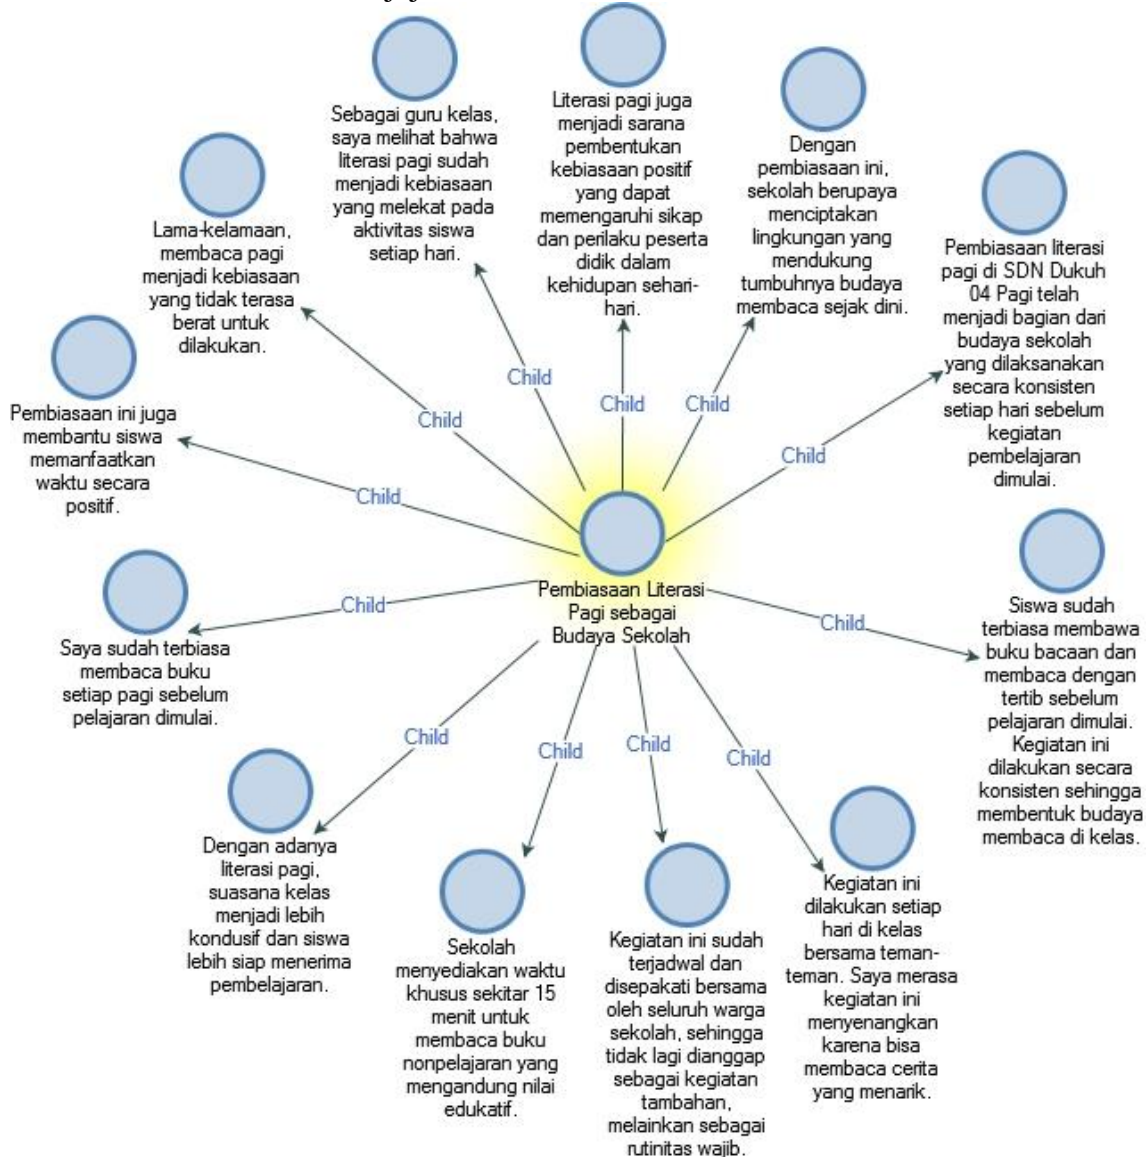 Sebagai guru kelas,
saya melihat bahwa
literasi pagi sudah
menjadi kebiasaan
yang melekat pada
aktivitas siswa
setiap hari.
Literasi pagi juga
menjadi sarana
pembentukan
kebiasaan positif
yang dapat
memengaruhi sikap
dan perilaku peserta
didik dalam
kehidupan sehari-
hari.
Dengan
pembiasaan ini,
sekolah berupaya
menciptakan
lingkungan yang
mendukung
tumbuhnya budaya
membaca sejak dini.
Pembiasaan literasi
pagi di SDN Dukuh
04 Pagi telah
menjadi bagian dari
budaya sekolah
yang dilaksanakan
secara konsisten
setiap hari sebelum
kegiatan
pembelajaran
dimulai.
Lama-kelamaan,
membaca pagi
menjadi kebiasaan
yang tidak terasa
berat untuk
dilakukan.
Pembiasaan ini juga
membantu siswa
memanfaatkan
waktu secara
positif.
Child
Child
Child
Child
Child
Child
Pembiasaan Literasi
Pagi sebagai
Budaya Sekolah
Child
Child
Saya sudah terbiasa
membaca buku
setiap pagi sebelum
pelajaran dimulai.
Siswa sudah
terbiasa membawa
buku bacaan dan
membaca dengan
tertib sebelum
pelajaran dimulai.
Kegiatan ini
dilakukan secara
konsisten sehingga
membentuk budaya
membaca di kelas.
Child
Child
Child
Child
Dengan adanya
literasi pagi,
suasana kelas
menjadi lebih
kondusif dan siswa
lebih siap menerima
pembelajaran.
Sekolah
menyediakan waktu
khusus sekitar 15
menit untuk
membaca buku
nonpelajaran yang
mengandung nilai
edukatif.
Kegiatan ini sudah
terjadwal dan
disepakati bersama
oleh seluruh warga
sekolah, sehingga
tidak lagi dianggap
sebagai kegiatan
tambahan,
melainkan sebagai
rutinitas wajib.
Kegiatan ini
dilakukan setiap
hari di kelas
bersama teman-
teman. Saya merasa
kegiatan ini
menyenangkan
karena bisa
membaca cerita
yang menarik.